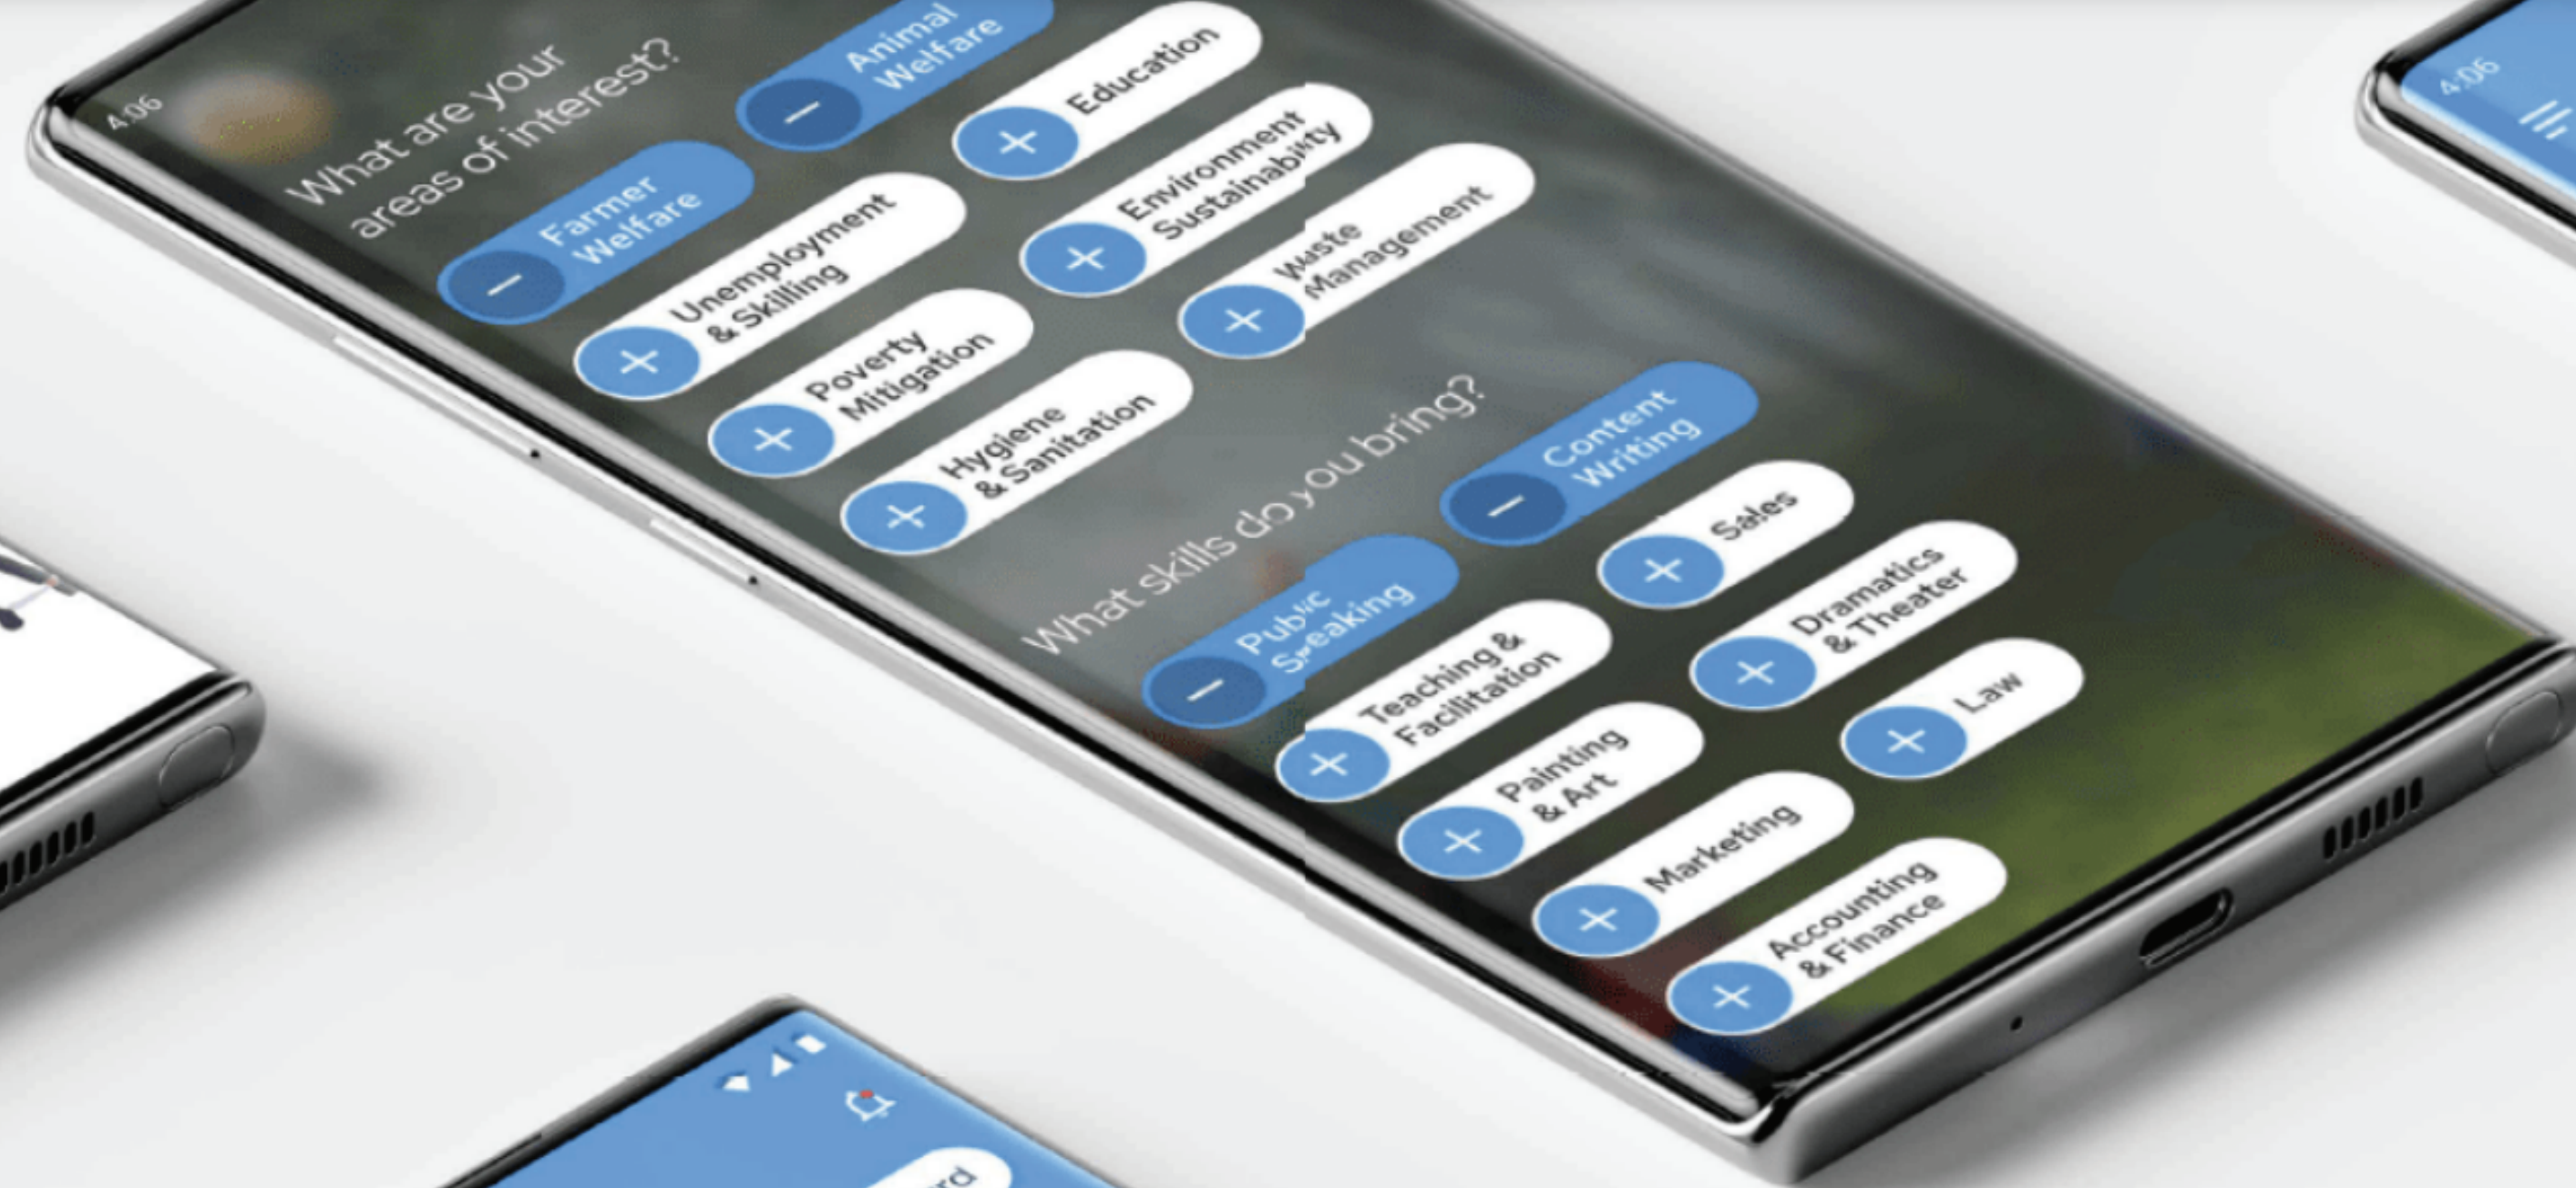 4:06
What are your
areas of interest?
Farmer
Welfare
Animal
Welfare
Unemployment
& Skilling
Education
Poverty
Mitigation
Environment
Sustainability
Hygiene
& Sanitation
Waste
Management
What skills do you bring?
Public
Speaking
Content
Writing
Teaching &
Facilitation
Sales
Painting
& Art
Dramatics
& Theater
Marketing
Law
Accounting
& Finance
4:06